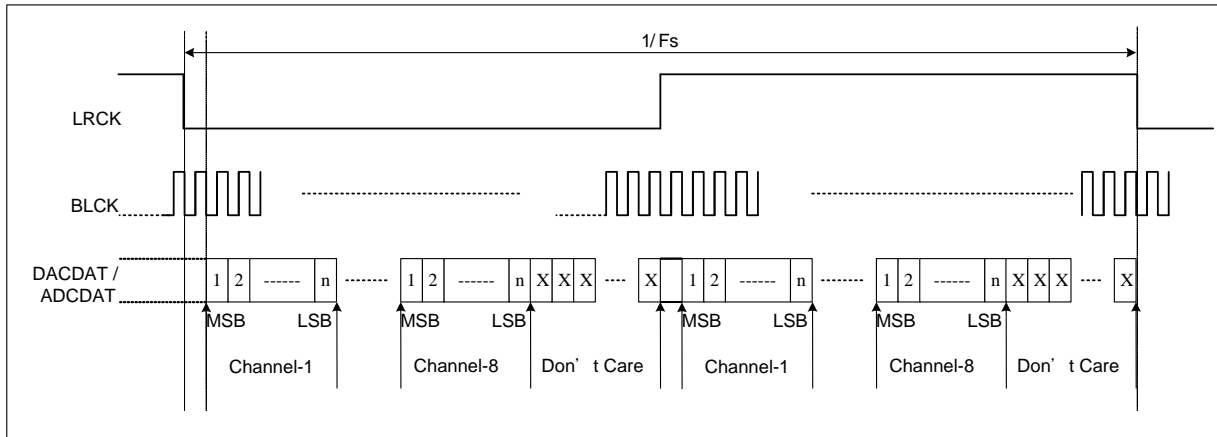 1/ Fs
LRCK
BLCK
DACDAT /
ADCDAT
1 2 ------ n ----- 1 2 ------ n X X X ---- X 1 2 ------ n ----- 1 2 ------ n X X X ---- X
MSB LSB MSB LSB MSB LSB MSB LSB
Channel-1 Channel-8 Don’ t Care Channel-1 Channel-8 Don’ t Care